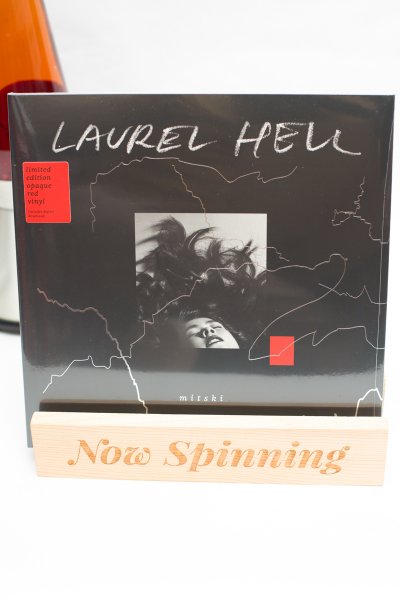 LAUREL HELL
limited
edition
opaque
red
vinyl
mitski
Now Spinning